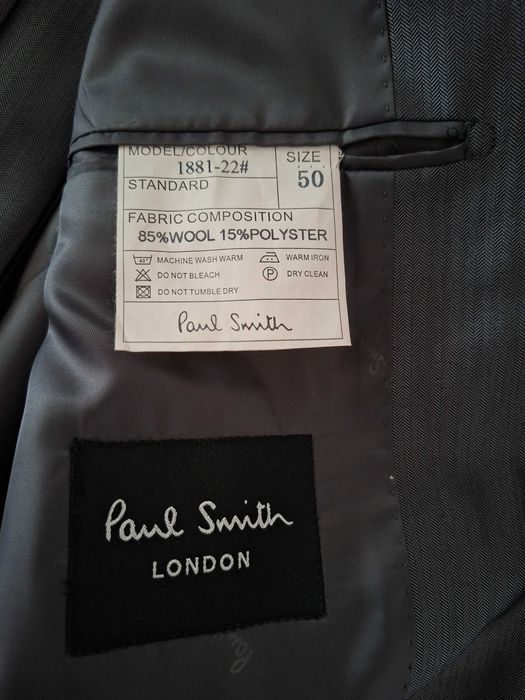 MODEL/COLOUR
1881-22#
STANDARD
SIZE
50
FABRIC COMPOSITION
85%WOOL 15%POLYSTER
40° MACHINE WASH WARM
WARM IRON
DO NOT BLEACH
P DRY CLEAN
DO NOT TUMBLE DRY
Paul Smith
Paul Smith
LONDON